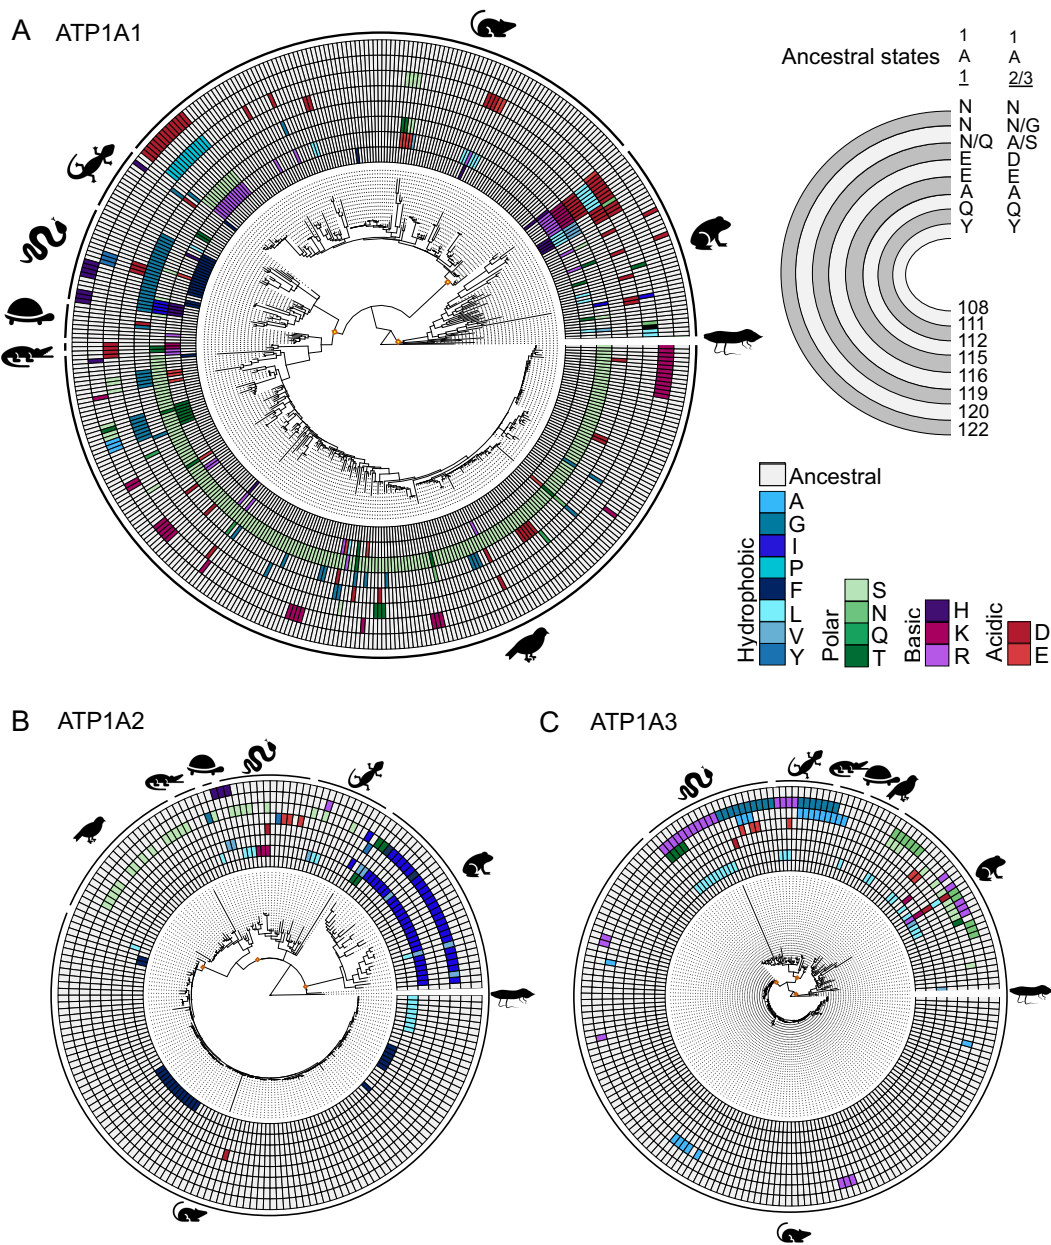 A ATP1A1
Ancestral states
1
A
1
1
A
2/3
N N
N N/G
N/Q A/S
E D
E E
A A
Q Q
Y Y
108
111
112
115
116
119
120
122
Ancestral
Hydrophobic
A
G
I
P
F
L
V
Y
Polar
S
N
Q
T
Basic
H
K
R
Acidic
D
E
B ATP1A2
C ATP1A3